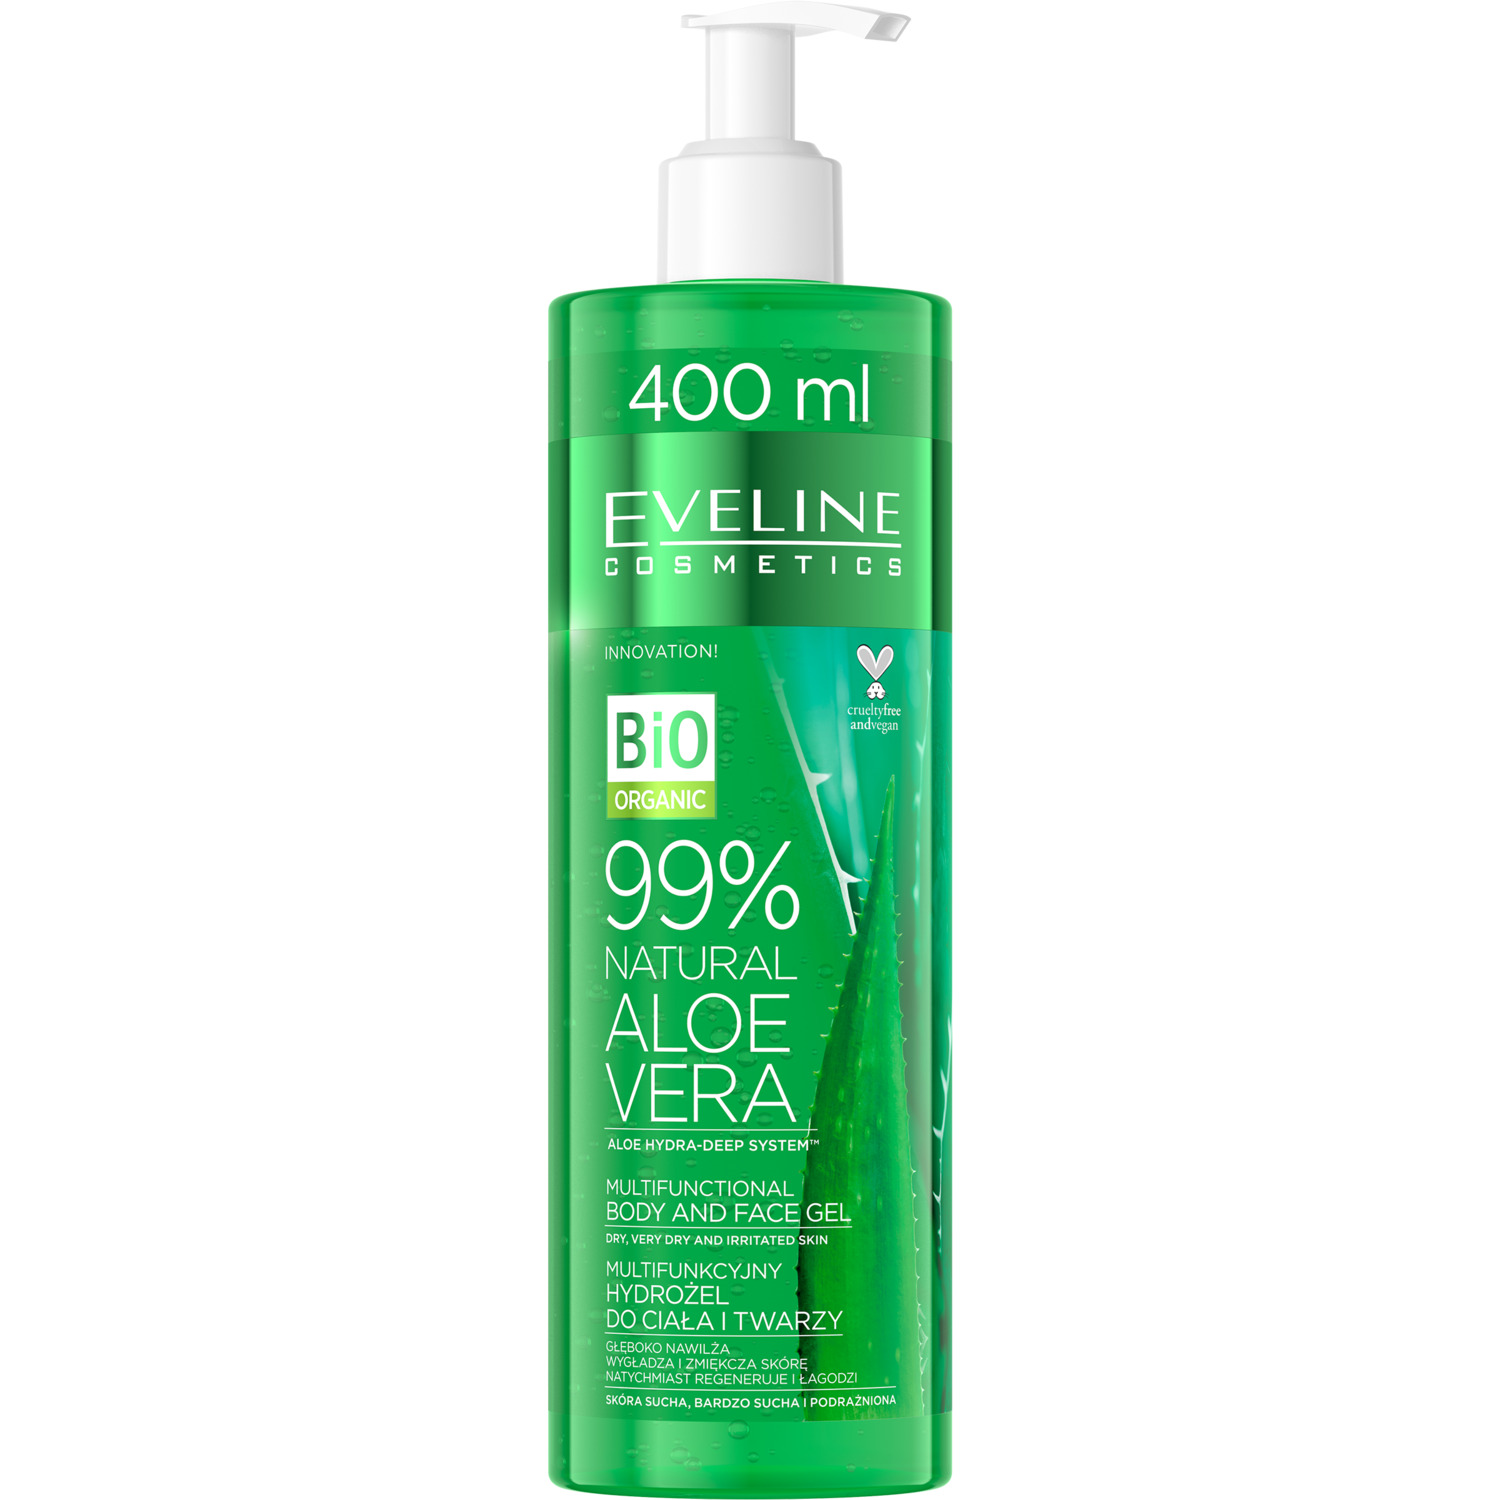 400 ml
EVELINE
COSMETICS
INNOVATION!
crueltyfree
andvegan
BiO
ORGANIC
99%
NATURAL
ALOE
VERA
ALOE HYDRA-DEEP SYSTEM™
MULTIFUNCTIONAL
BODY AND FACE GEL
DRY, VERY DRY AND IRRITATED SKIN
MULTIFUNKCYJNY
HYDROŻEL
DO CIAŁA I TWARZY
GŁĘBOKO NAWILŻA
WYGŁADZA I ZMIĘKCZA SKÓRĘ
NATYCHMIAST REGENERUJE I ŁAGODZI
SKÓRA SUCHA, BARDZO SUCHA I PODRAŻNIONA